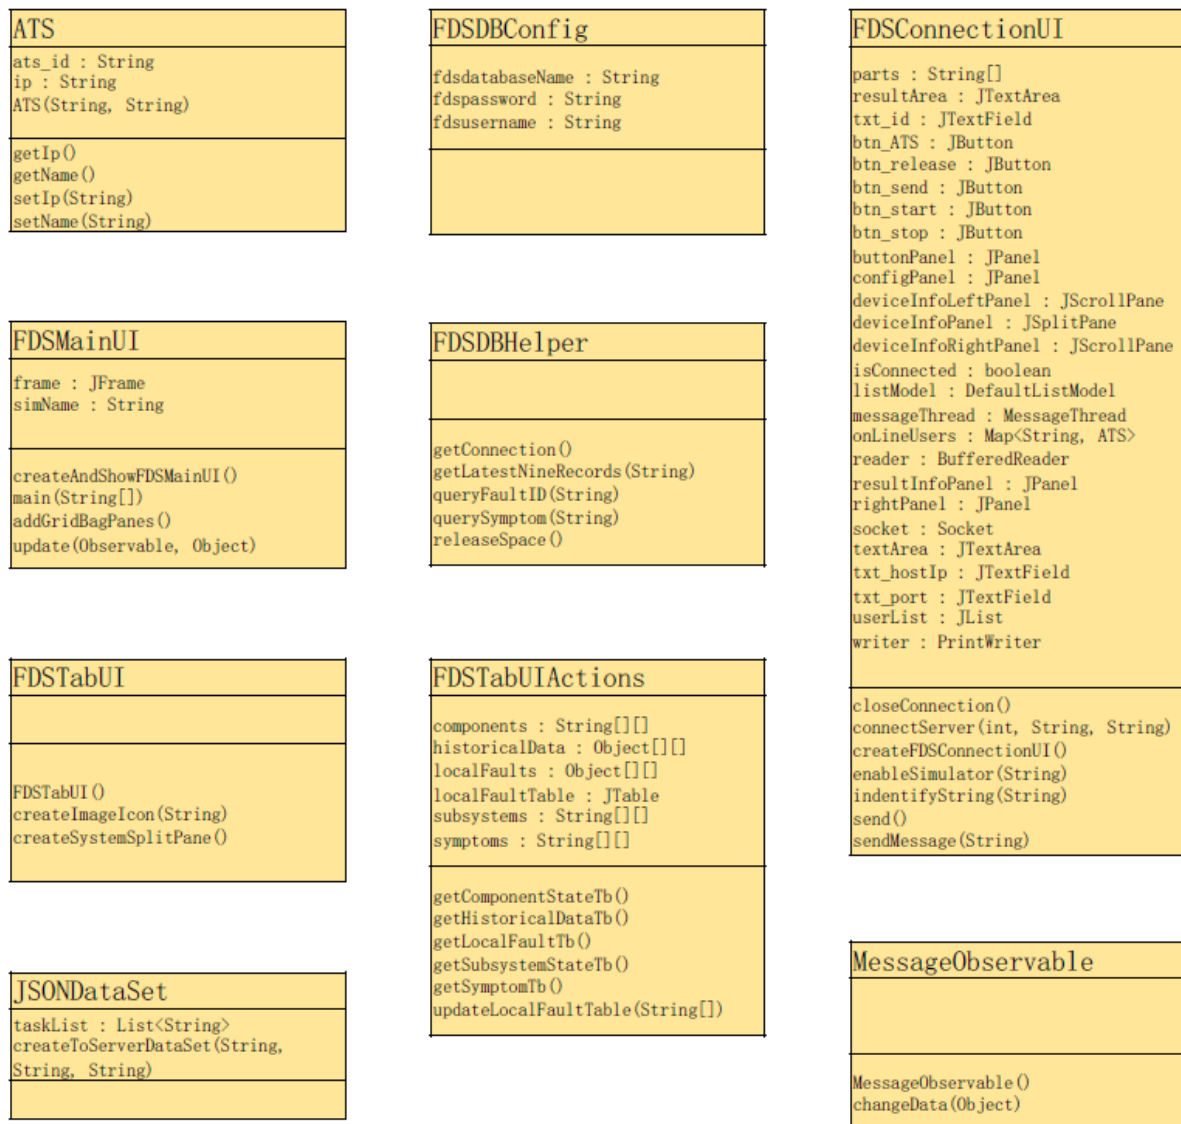 ATS
ats_id : String
ip : String
ATS(String, String)
getIp()
getName()
setIp(String)
setName(String)
FDSMainUI
frame : JFrame
simName : String
createAndShowFDSMainUI()
main(String[])
addGridBagPanes()
update(Observable, Object)
FDSTabUI
FDSTabUI()
createImageIcon(String)
createSystemSplitPane()
JSONDataSet
taskList : List<String>
createToServerDataSet(String,
String, String)
FDSDBConfig
fdsdatabaseName : String
fdspassword : String
fdsusername : String
FDSDBHelper
getConnection()
getLatestNineRecords(String)
queryFaultID(String)
querySymptom(String)
releaseSpace()
FDSTabUIActions
components : String[][]
historicalData : Object[][]
localFaults : Object[][]
localFaultTable : JTable
subsystems : String[][]
symptoms : String[][]
getComponentStateTb()
getHistoricalDataTb()
getLocalFaultTb()
getSubsystemStateTb()
getSymptomTb()
updateLocalFaultTable(String[])
FDSConnectionUI
parts : String[]
resultArea : JTextArea
txt_id : JTextField
btn_ATS : JButton
btn_release : JButton
btn_send : JButton
btn_start : JButton
btn_stop : JButton
buttonPanel : JPanel
configPanel : JPanel
deviceInfoLeftPanel : JScrollPane
deviceInfoPanel : JSplitPane
deviceInfoRightPanel : JScrollPane
isConnected : boolean
listModel : DefaultListModel
messageThread : MessageThread
onLineUsers : Map<String, ATS>
reader : BufferedReader
resultInfoPanel : JPanel
rightPanel : JPanel
socket : Socket
textArea : JTextArea
txt_hostIp : JTextField
txt_port : JTextField
userList : JList
writer : PrintWriter
closeConnection()
connectServer(int, String, String)
createFDSConnectionUI()
enableSimulator(String)
indentifyString(String)
send()
sendMessage(String)
MessageObservable
MessageObservable()
changeData(Object)